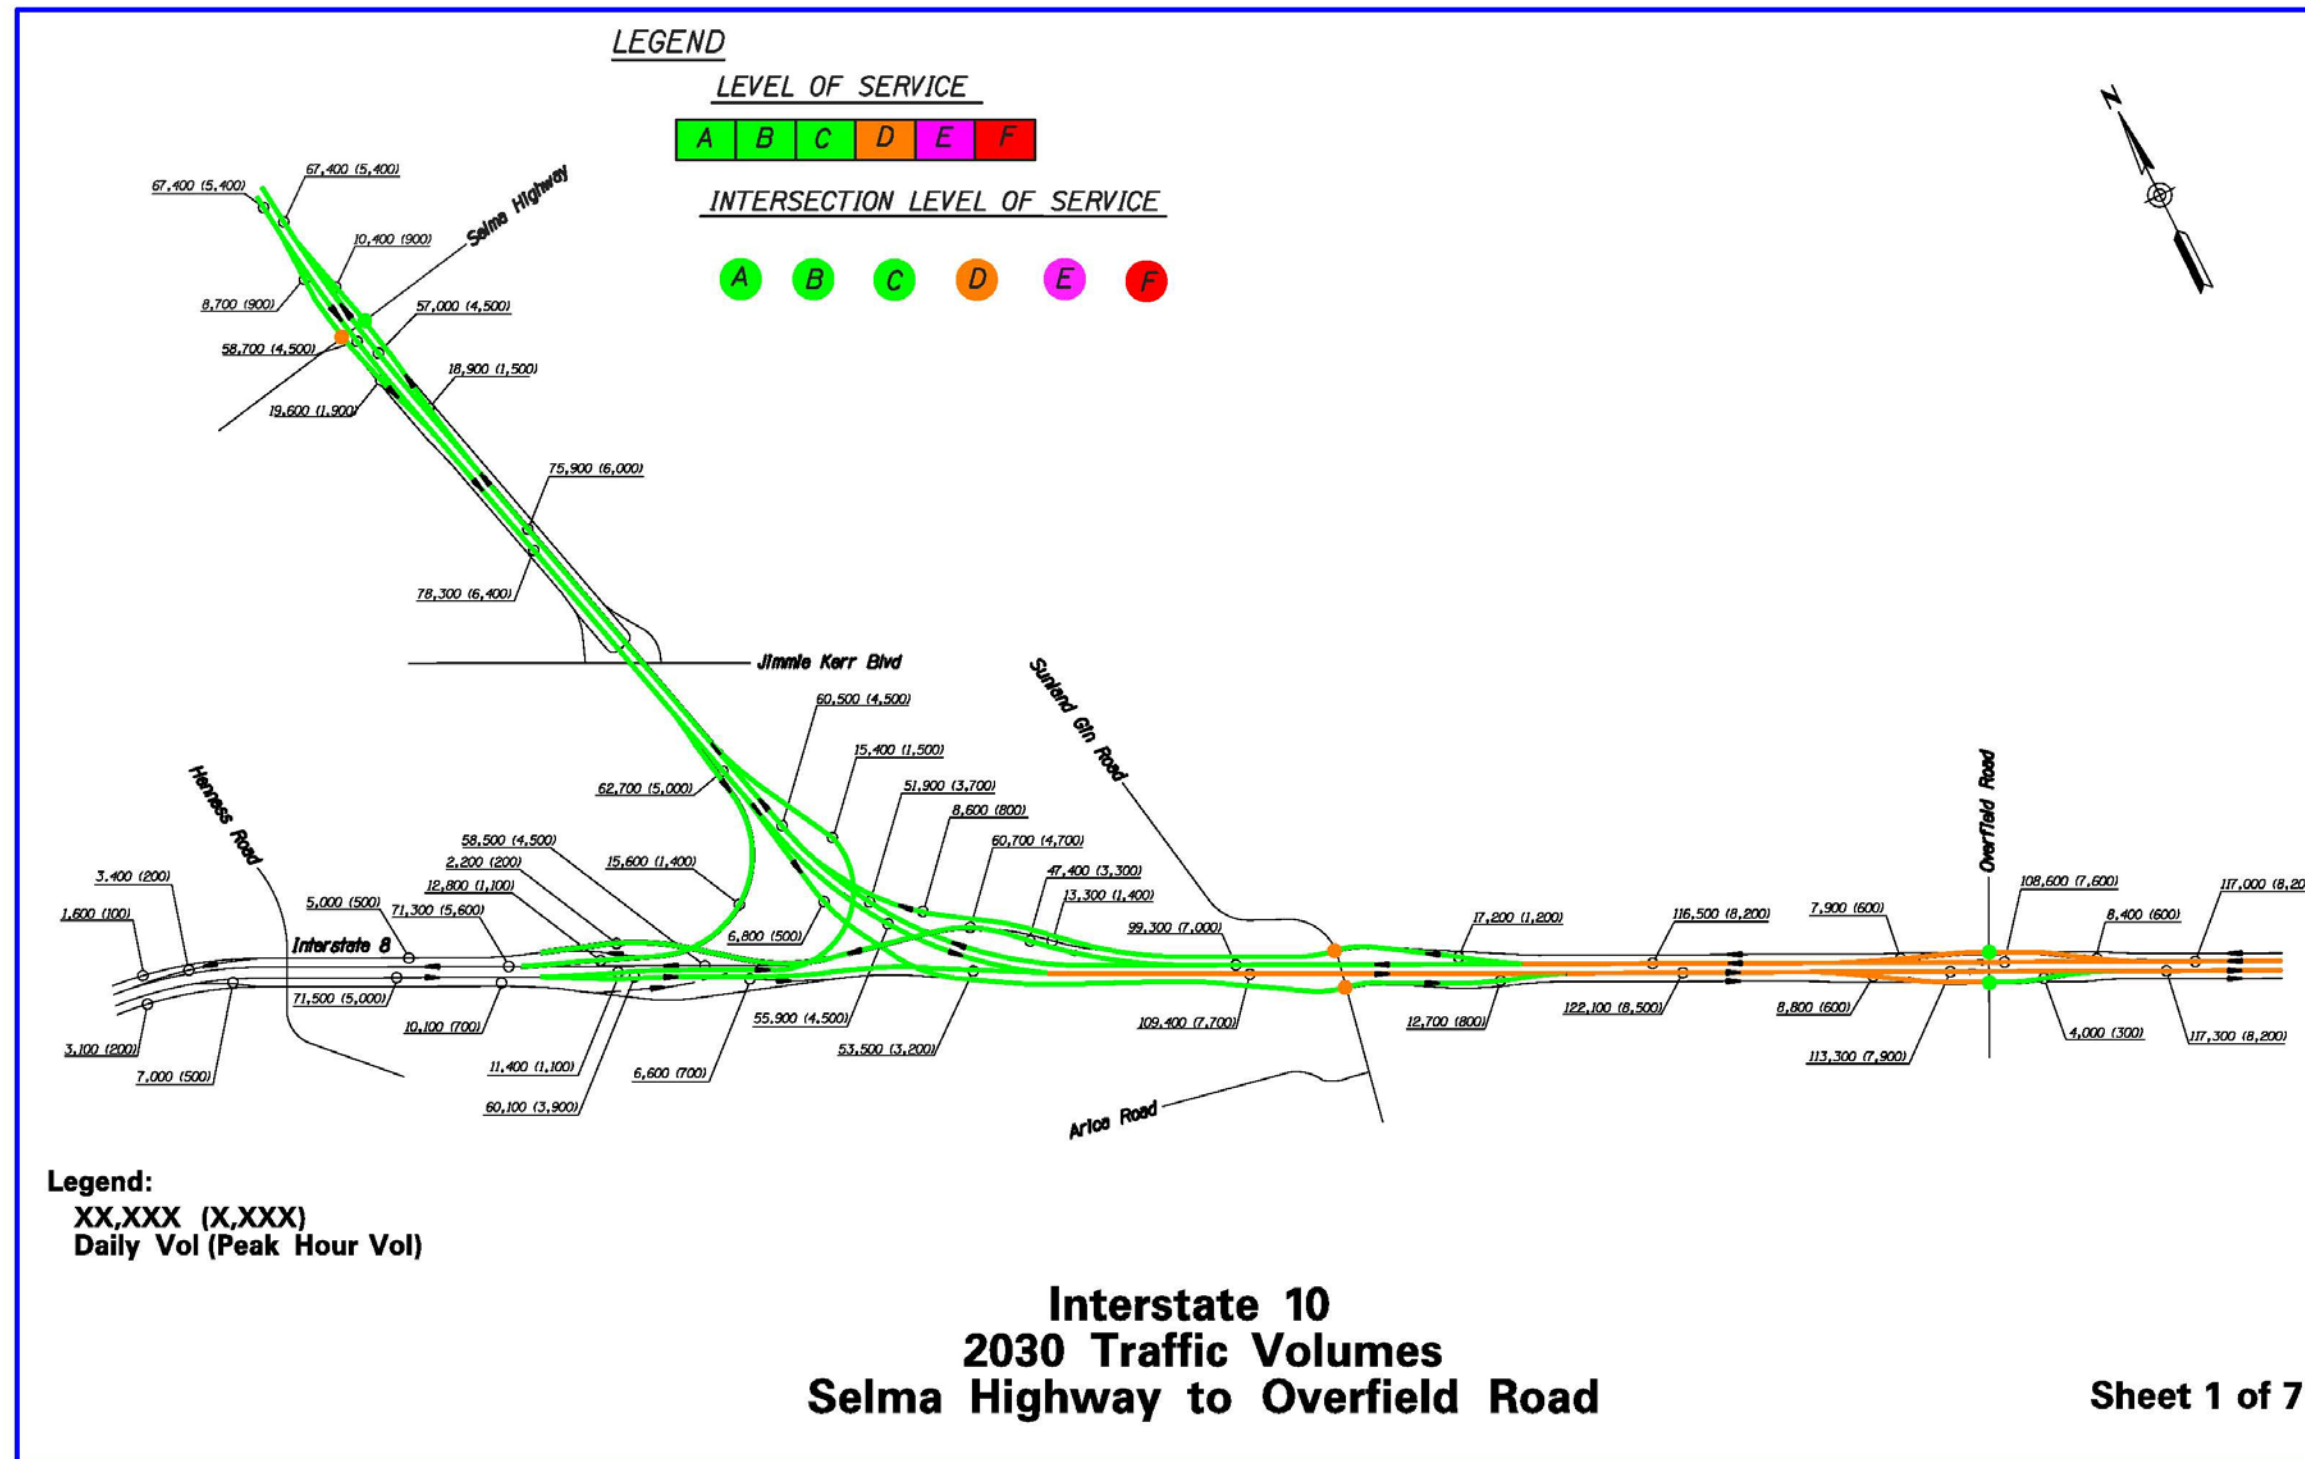 LEGEND
LEVEL OF SERVICE
A B C D E F
INTERSECTION LEVEL OF SERVICE
A B C D E F
N
67,400 (5,400)
67,400 (5,400)
Selma Highway
10,400 (900)
8,700 (900)
57,000 (4,500)
58,700 (4,500)
18,900 (1,500)
19,600 (1,900)
75,900 (6,000)
78,300 (6,400)
Jimmie Kerr Blvd
Sunland Gin Road
60,500 (4,500)
15,400 (1,500)
62,700 (5,000)
51,900 (3,700)
8,600 (800)
Henness Road
Overfield Road
58,500 (4,500)
60,700 (4,700)
2,200 (200)
15,600 (1,400)
47,400 (3,300)
3,400 (200)
12,800 (1,100)
13,300 (1,400)
108,600 (7,600)
117,000 (8,20
1,600 (100)
5,000 (500)
71,300 (5,600)
17,200 (1,200)
116,500 (8,200)
7,900 (600)
8,400 (600)
Interstate 8
6,800 (500)
99,300 (7,000)
71,500 (5,000)
10,100 (700)
55,900 (4,500)
109,400 (7,700)
12,700 (800)
122,100 (8,500)
8,800 (600)
4,000 (300)
117,300 (8,200)
3,100 (200)
53,500 (3,200)
113,300 (7,900)
7,000 (500)
11,400 (1,100)
6,600 (700)
60,100 (3,900)
Arica Road
Legend:
XX,XXX (X,XXX)
Daily Vol (Peak Hour Vol)
Interstate 10
2030 Traffic Volumes
Selma Highway to Overfield Road
Sheet 1 of 7